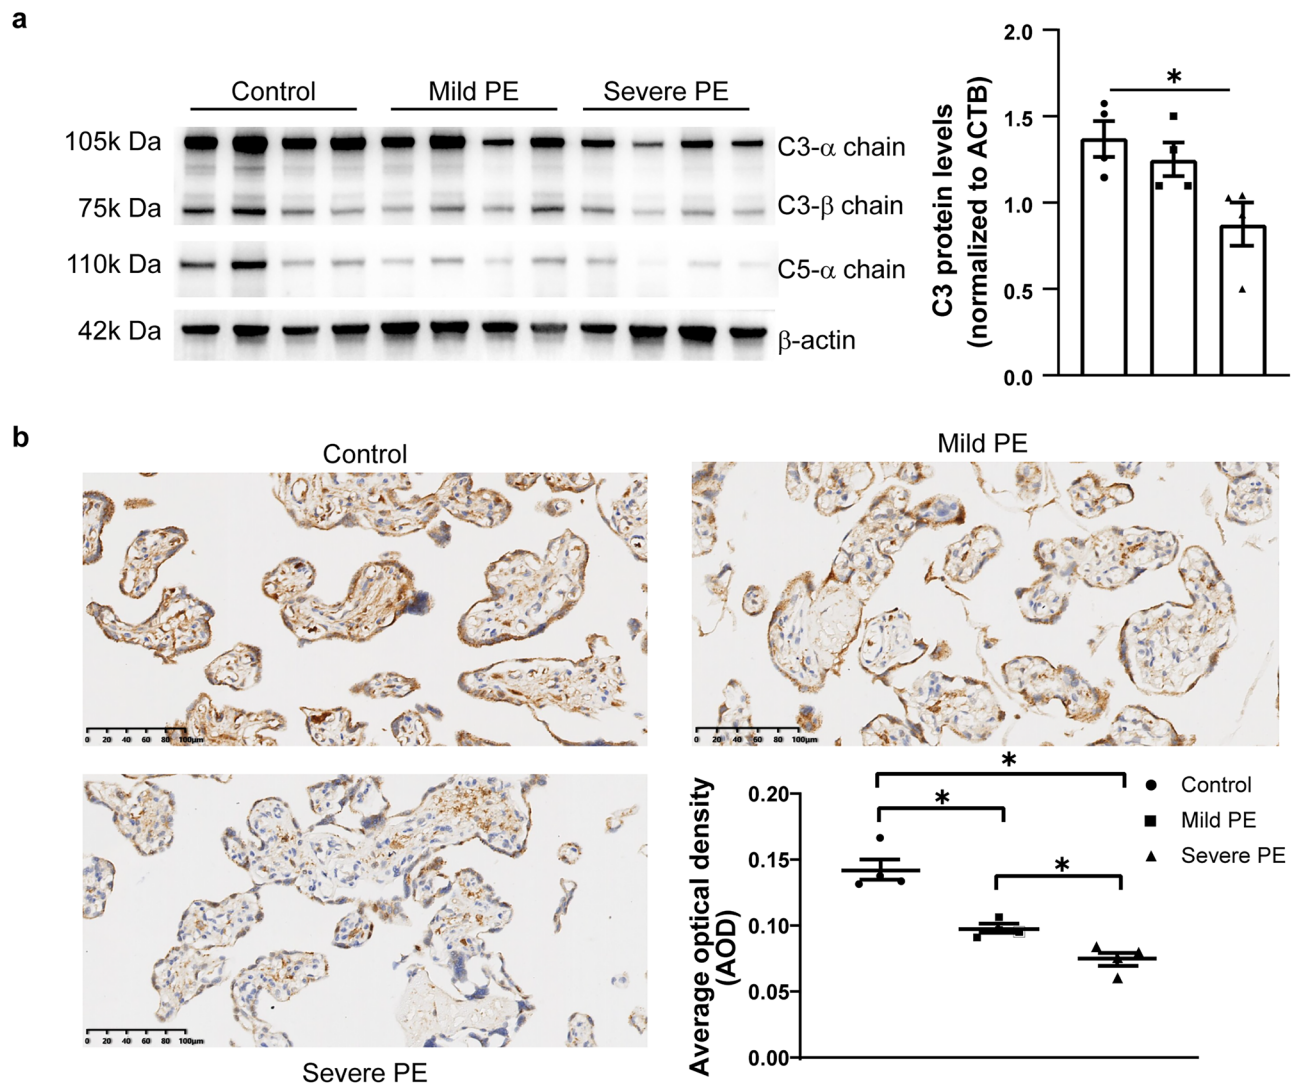 a
Control Mild PE Severe PE
105k Da
C3-α chain
75k Da
C3-β chain
110k Da
C5-α chain
42k Da
β-actin
C3 protein levels
(normalized to ACTB)
2.0
*
1.5
1.0
0.5
0.0
b
Control
Mild PE
0 20 40 60 80 100μm
0 20 40 60 80 100μm
0 20 40 60 80 100μm
Severe PE
Average optical density
(AOD)
0.20
0.15
0.10
0.05
0.00
*
*
*
Control
Mild PE
Severe PE